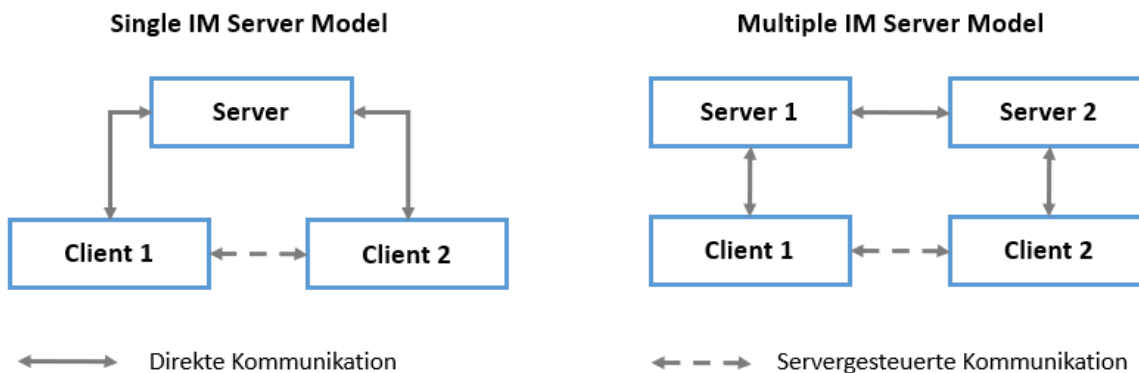 Single IM Server Model
Multiple IM Server Model
Server
Server 1
Server 2
Client 1
Client 2
Client 1
Client 2
Direkte Kommunikation
Servergesteuerte Kommunikation